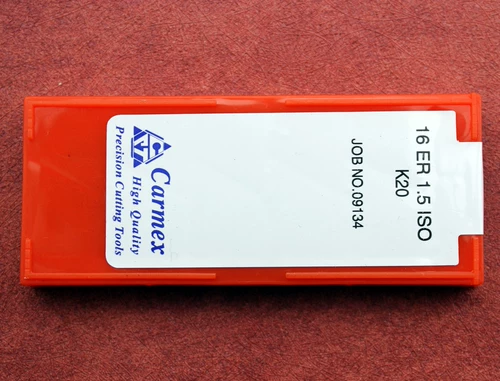 16 ER 1.5 ISO
K20
JOB NO.09134
Carmex
High Quality
Precision Cutting Tools